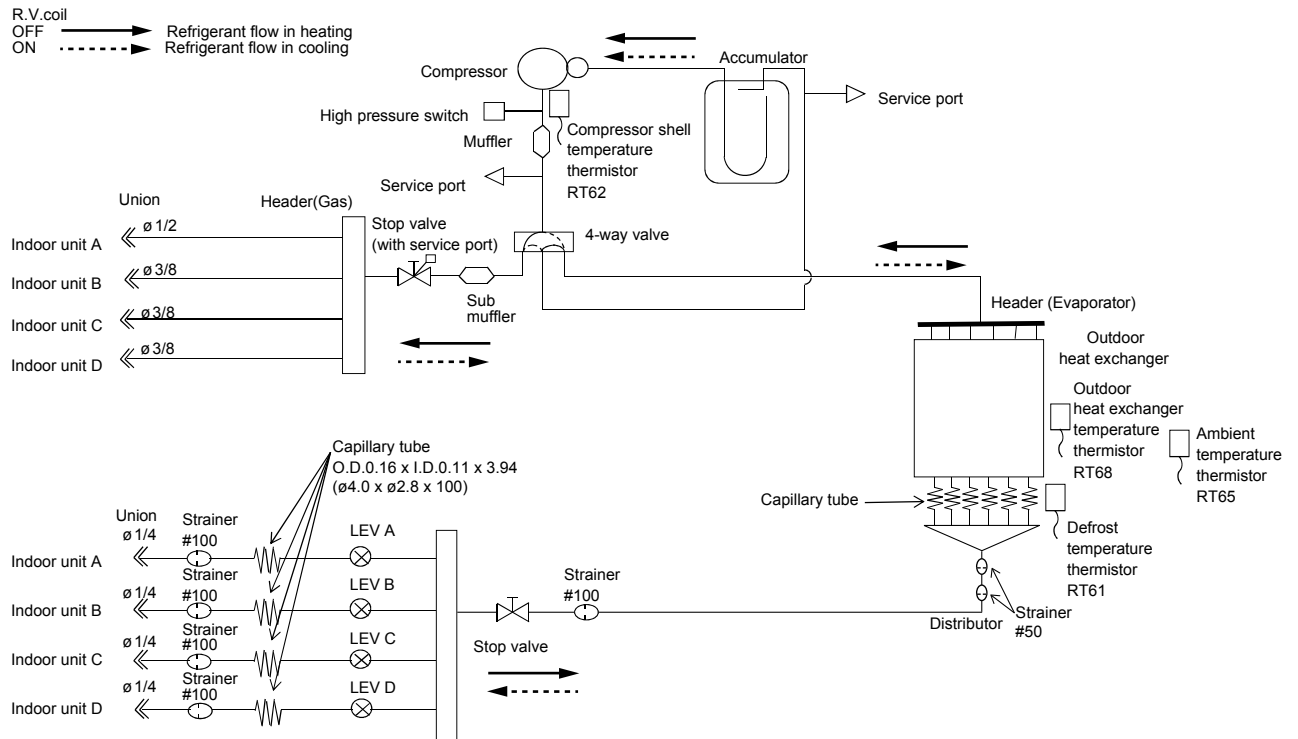 R.V.coil
OFF Refrigerant flow in heating
ON Refrigerant flow in cooling
Compressor
Accumulator
Service port
High pressure switch
Muffler
Compressor shell
temperature
thermistor
RT62
Service port
Union
Header(Gas)
Stop valve
(with service port)
4-way valve
Indoor unit A
ø 1/2
Indoor unit B
ø 3/8
Indoor unit C
ø 3/8
Indoor unit D
ø 3/8
Sub
muffler
Header (Evaporator)
Outdoor
heat exchanger
Outdoor
heat exchanger
temperature
thermistor
RT68
Ambient
temperature
thermistor
RT65
Capillary tube
Defrost
temperature
thermistor
RT61
Distributor
Strainer
#50
Capillary tube
O.D.0.16 x I.D.0.11 x 3.94
(ø4.0 x ø2.8 x 100)
Union
Indoor unit A
ø 1/4
Strainer
#100
LEV A
Indoor unit B
ø 1/4
Strainer
#100
LEV B
Indoor unit C
ø 1/4
Strainer
#100
LEV C
Indoor unit D
ø 1/4
Strainer
#100
LEV D
Stop valve
Strainer
#100